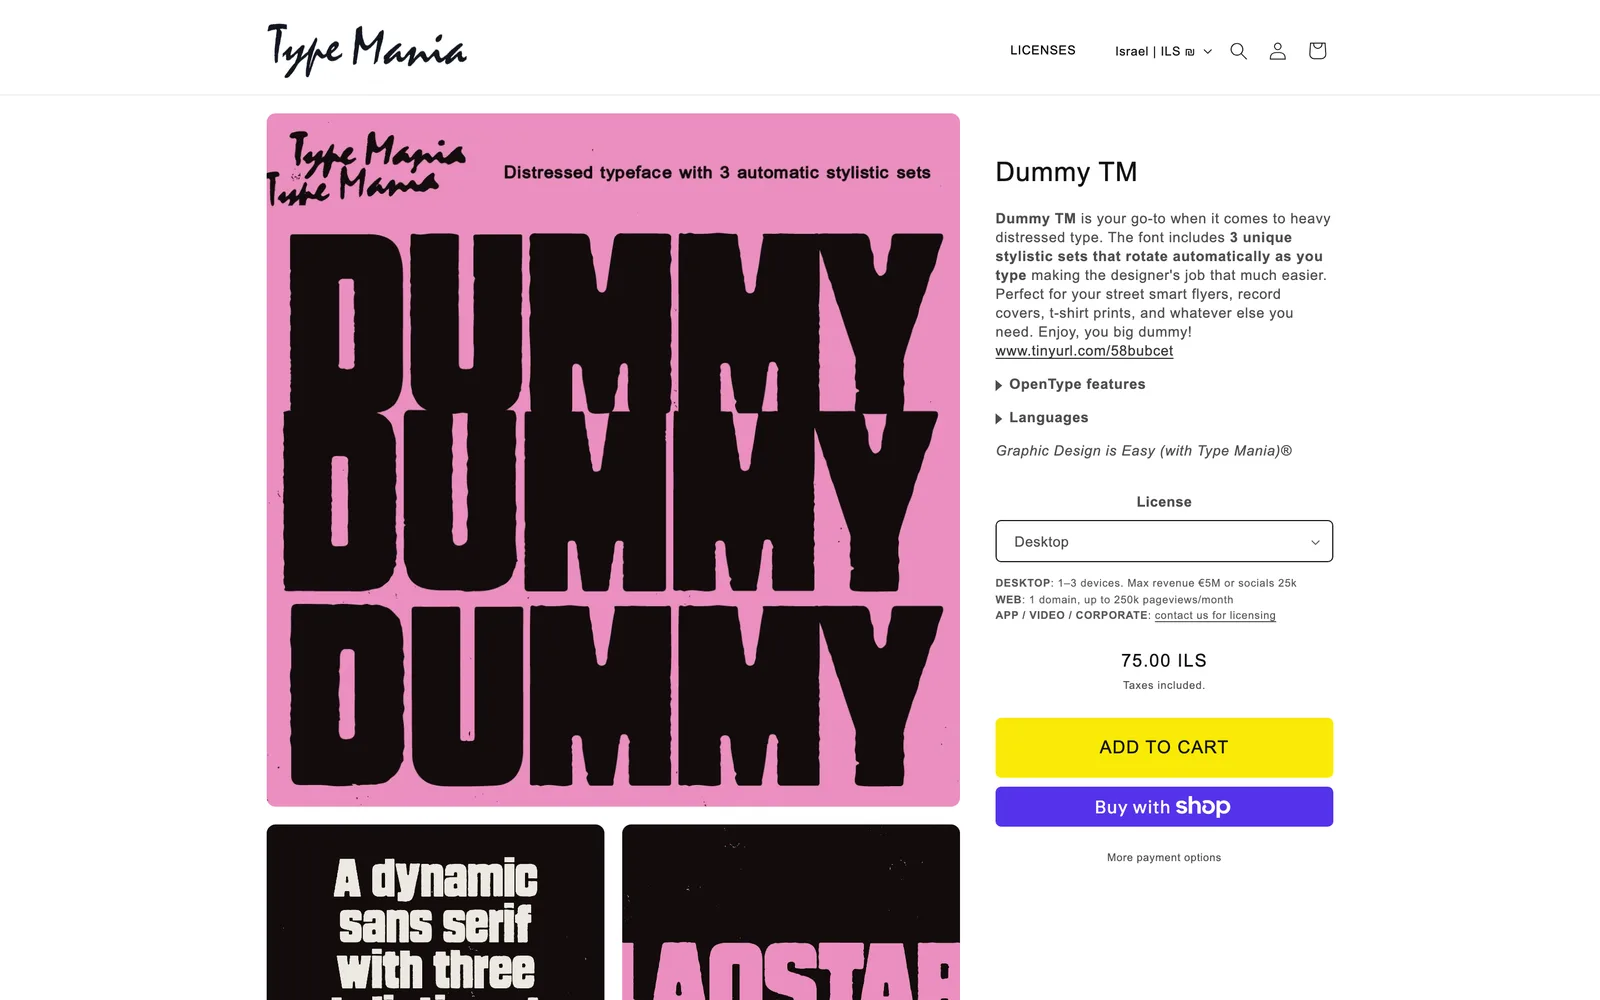 Type Mania
LICENSES
Israel | ILS ₪
Type Mania
Type Mania
Distressed typeface with 3 automatic stylistic sets
DUMMY
DUMMY
DUMMY
A dynamic
sans serif
with three
Dummy TM
Dummy TM is your go-to when it comes to heavy
distressed type. The font includes 3 unique
stylistic sets that rotate automatically as you
type making the designer's job that much easier.
Perfect for your street smart flyers, record
covers, t-shirt prints, and whatever else you
need. Enjoy, you big dummy!
www.tinyurl.com/58bubcet
OpenType features
Languages
Graphic Design is Easy (with Type Mania)®
License
Desktop
DESKTOP: 1–3 devices. Max revenue €5M or socials 25k
WEB: 1 domain, up to 250k pageviews/month
APP / VIDEO / CORPORATE: contact us for licensing
75.00 ILS
Taxes included.
ADD TO CART
Buy with shop
More payment options